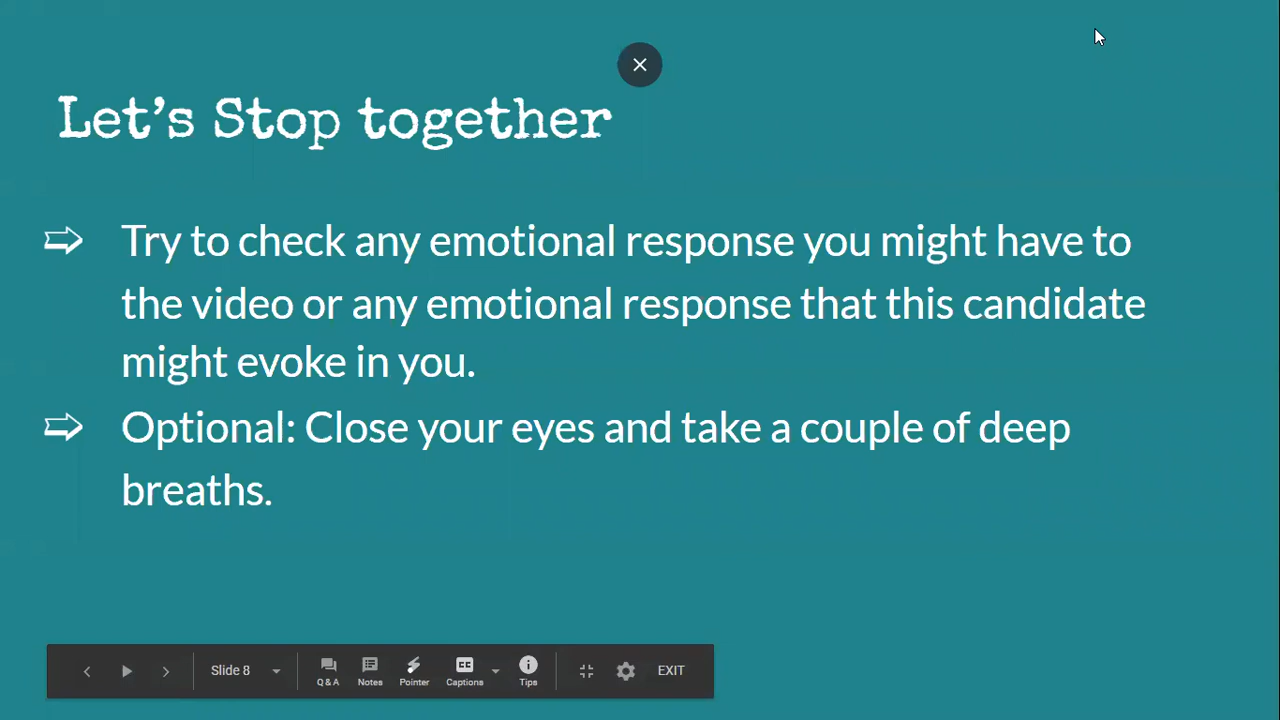 Let's Stop together
⇨ Try to check any emotional response you might have to
the video or any emotional response that this candidate
might evoke in you.
⇨ Optional: Close your eyes and take a couple of deep
breaths.
Slide 8 Q & A Notes Pointer CC Captions Tips EXIT